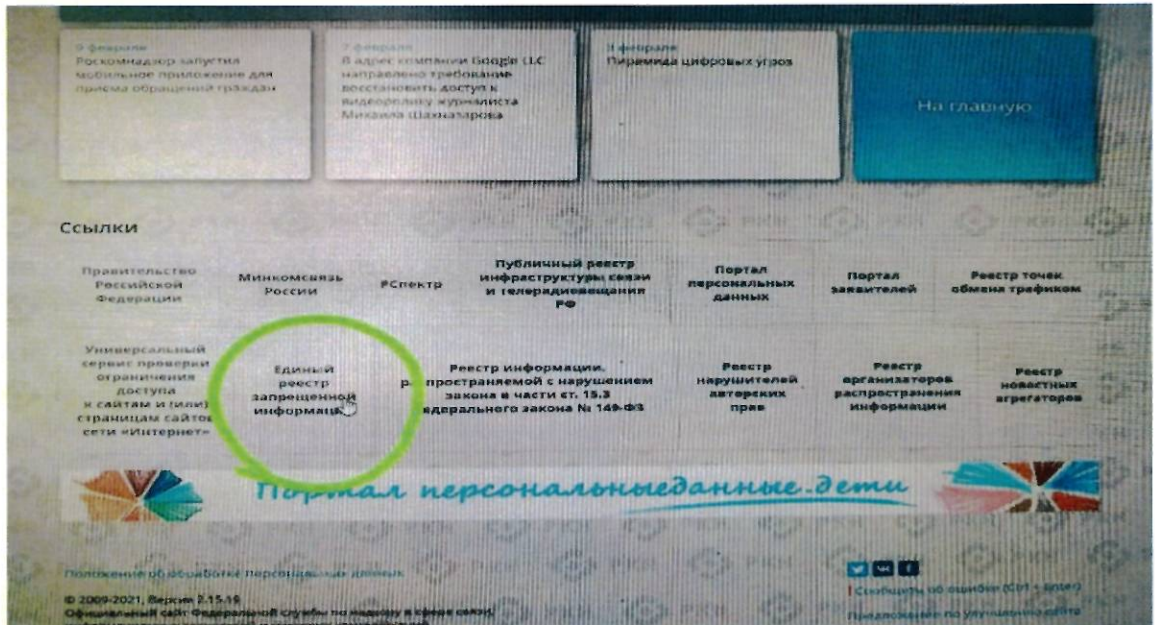 9 февраля
Роскомнадзор запустил
мобильное приложение для
приема обращений граждан
7 февраля
В адрес компании Google LLC
направлено требование
восстановить доступ к
видеоролику журналиста
Михаила Шахназарова
3 февраля
Пирамида цифровых угроз
На главную
Ссылки
Правительство
Российской
Федерации
Минкомсвязь
России
РСпектр
Публичный реестр
инфраструктуры связи
и телерадиовещания
РФ
Портал
персональных
данных
Портал
заявителей
Реестр точек
обмена трафиком
Универсальный
сервис проверки
ограничения
доступа
к сайтам и (или)
страницам сайтов
сети «Интернет»
Единый
реестр
запрещенной
информации
Реестр информации,
распространяемой с нарушением
закона в части ст. 15.3
Федерального закона № 149-ФЗ
Реестр
нарушителей
авторских
прав
Реестр
организаторов
распространения
информации
Реестр
новостных
агрегаторов
Портал персональныеданные.дети
Положение об обработке персональных данных
© 2009-2021, Версия 2.15.19
Официальный сайт Федеральной службы по надзору в сфере связи,
Сообщить об ошибке (Ctrl + Enter)
Предложение по улучшению сайта